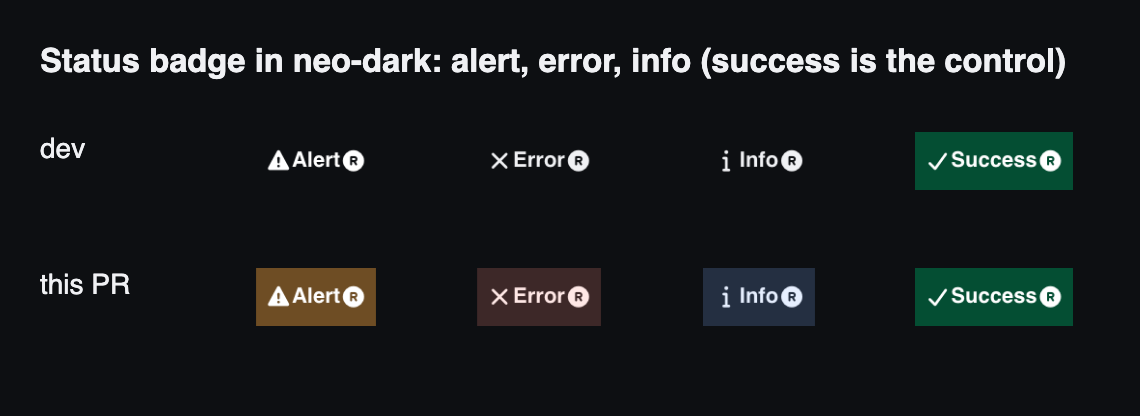 Status badge in neo-dark: alert, error, info (success is the control)
dev
Alert R
Error R
Info R
Success R
this PR
Alert R
Error R
Info R
Success R